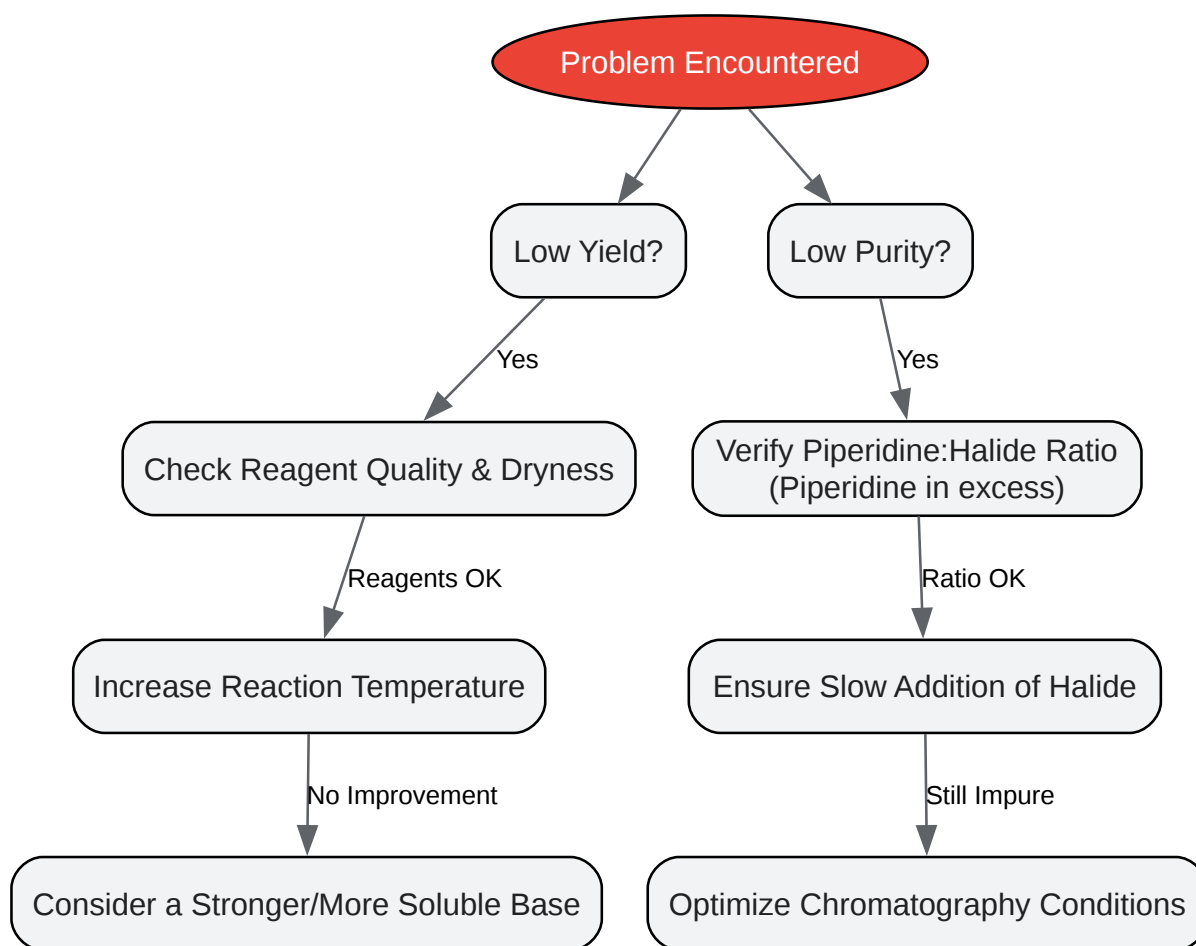 Problem Encountered
Low Yield?
Low Purity?
Yes
Yes
Check Reagent Quality & Dryness
Verify Piperidine:Halide Ratio
(Piperidine in excess)
Reagents OK
Ratio OK
Increase Reaction Temperature
Ensure Slow Addition of Halide
No Improvement
Still Impure
Consider a Stronger/More Soluble Base
Optimize Chromatography Conditions